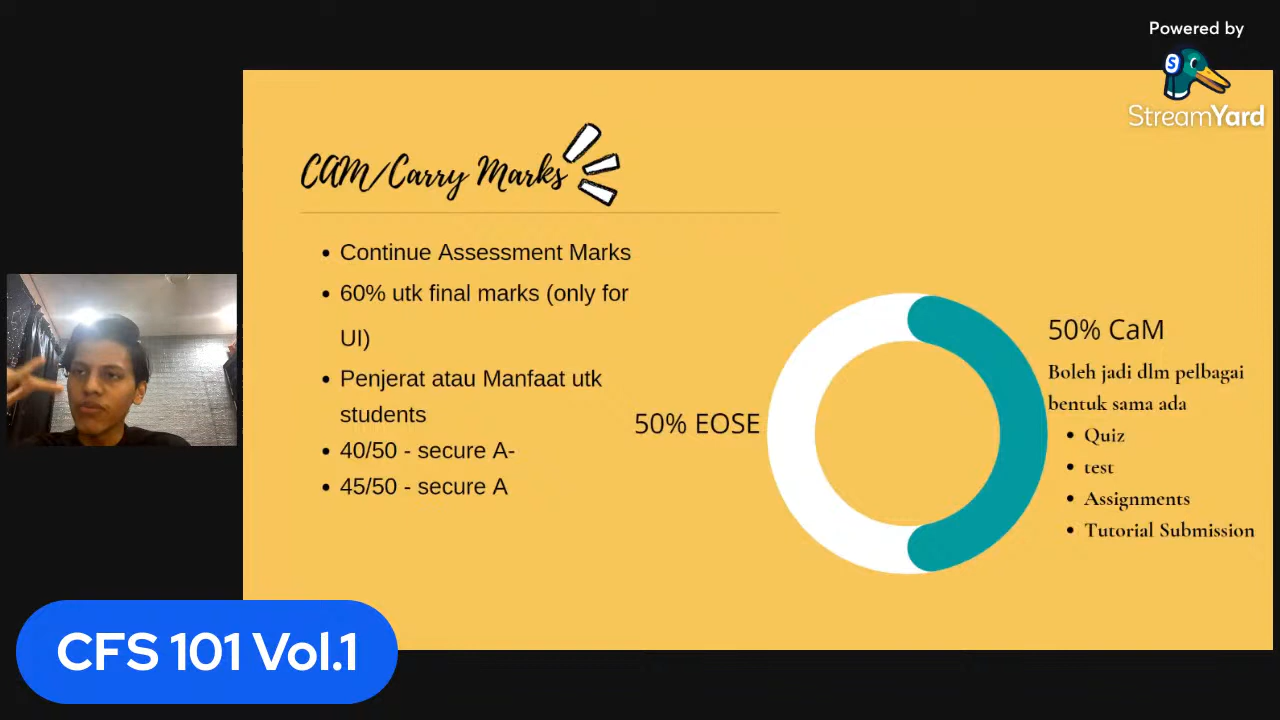 Powered by
StreamYard
CAM/Carry Marks
• Continue Assessment Marks
• 60% utk final marks (only for
UI)
• Penjerat atau Manfaat utk
students
• 40/50 - secure A-
• 45/50 - secure A
50% EOSE
50% CaM
Boleh jadi dlm pelbagai
bentuk sama ada
• Quiz
• test
• Assignments
• Tutorial Submission
CFS 101 Vol.1